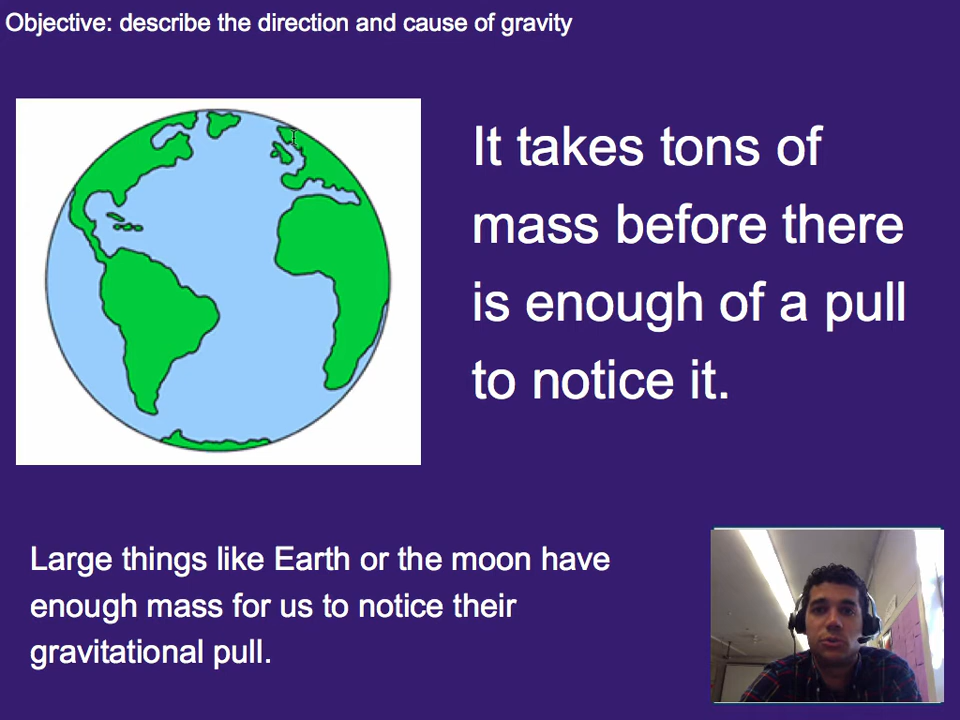 Objective: describe the direction and cause of gravity
It takes tons of
mass before there
is enough of a pull
to notice it.
Large things like Earth or the moon have
enough mass for us to notice their
gravitational pull.